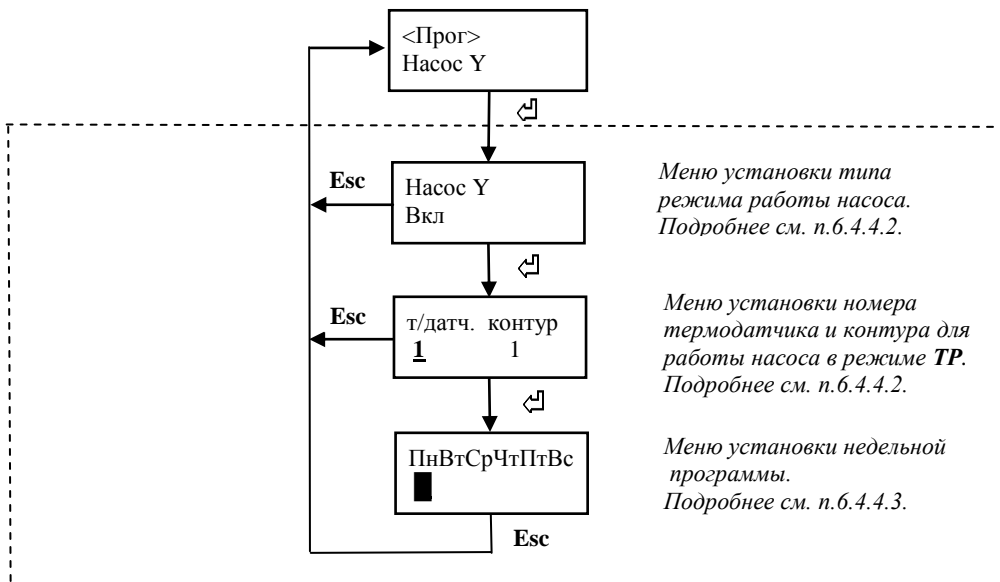 <Прог>
Насос Y
Esc
Насос Y
Вкл
Меню установки типа
режима работы насоса.
Подробнее см. п.6.4.4.2.
Esc
т/датч. контур
1 1
Меню установки номера
термодатчика и контура для
работы насоса в режиме ТР.
Подробнее см. п.6.4.4.2.
ПнВтСрЧтПтВс
Меню установки недельной
программы.
Подробнее см. п.6.4.4.3.
Esc